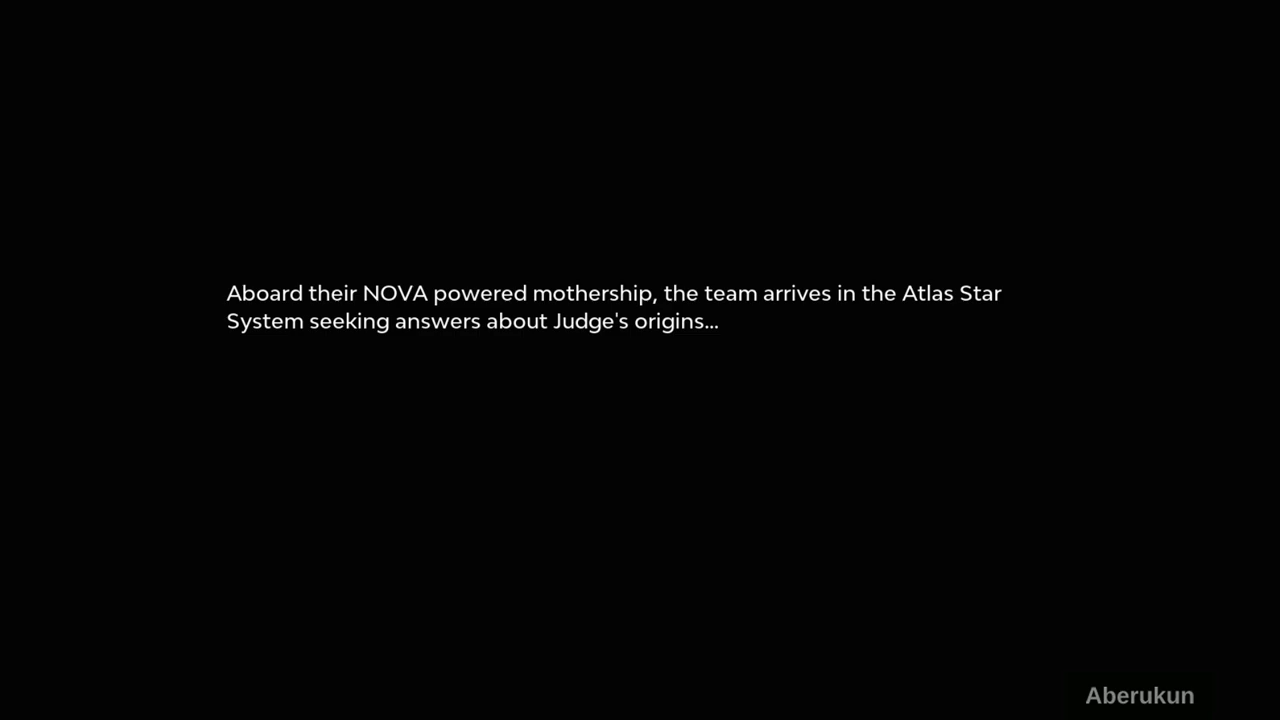 Aboard their NOVA powered mothership, the team arrives in the Atlas Star
System seeking answers about Judge's origins...
Aberukun